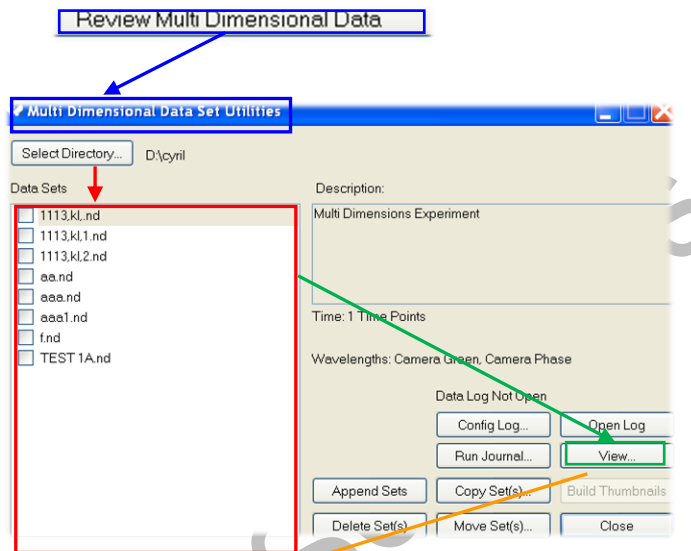 Review Multi Dimensional Data
Multi Dimensional Data Set Utilities
Select Directory... D:\cyril
Data Sets
1113,kl,.nd
1113,kl,1.nd
1113,kl,2.nd
aa.nd
aaa.nd
aaa1.nd
f.nd
TEST 1A.nd
Description:
Multi Dimensions Experiment
Time: 1 Time Points
Wavelengths: Camera Green, Camera Phase
Data Log Not Open
Config Log... Open Log
Run Journal... View...
Append Sets Copy Set(s)... Build Thumbnails
Delete Set(s) Move Set(s)... Close